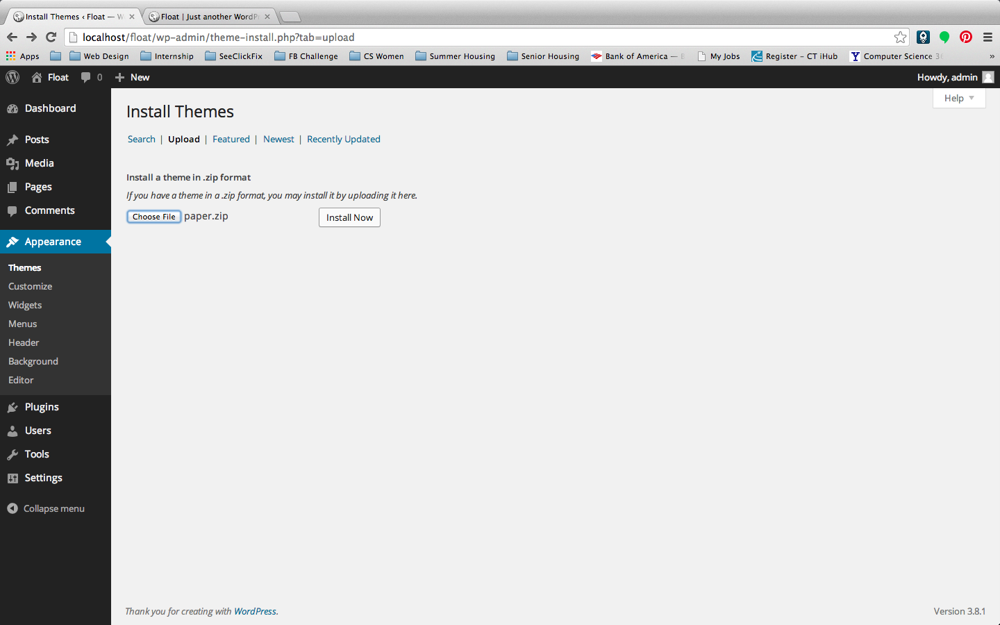 Install Themes ‹ Float — W
Float | Just another WordP
localhost/float/wp-admin/theme-install.php?tab=upload
Apps Web Design Internship SeeClickFix FB Challenge CS Women Summer Housing Senior Housing Bank of America — My Jobs Register – CT iHub Computer Science 36 »
Float 0 New Howdy, admin
Help
Dashboard
Posts
Media
Pages
Comments
Appearance
Themes
Customize
Widgets
Menus
Header
Background
Editor
Plugins
Users
Tools
Settings
Collapse menu
Install Themes
Search | Upload | Featured | Newest | Recently Updated
Install a theme in .zip format
If you have a theme in a .zip format, you may install it by uploading it here.
Choose File paper.zip Install Now
Thank you for creating with WordPress. Version 3.8.1